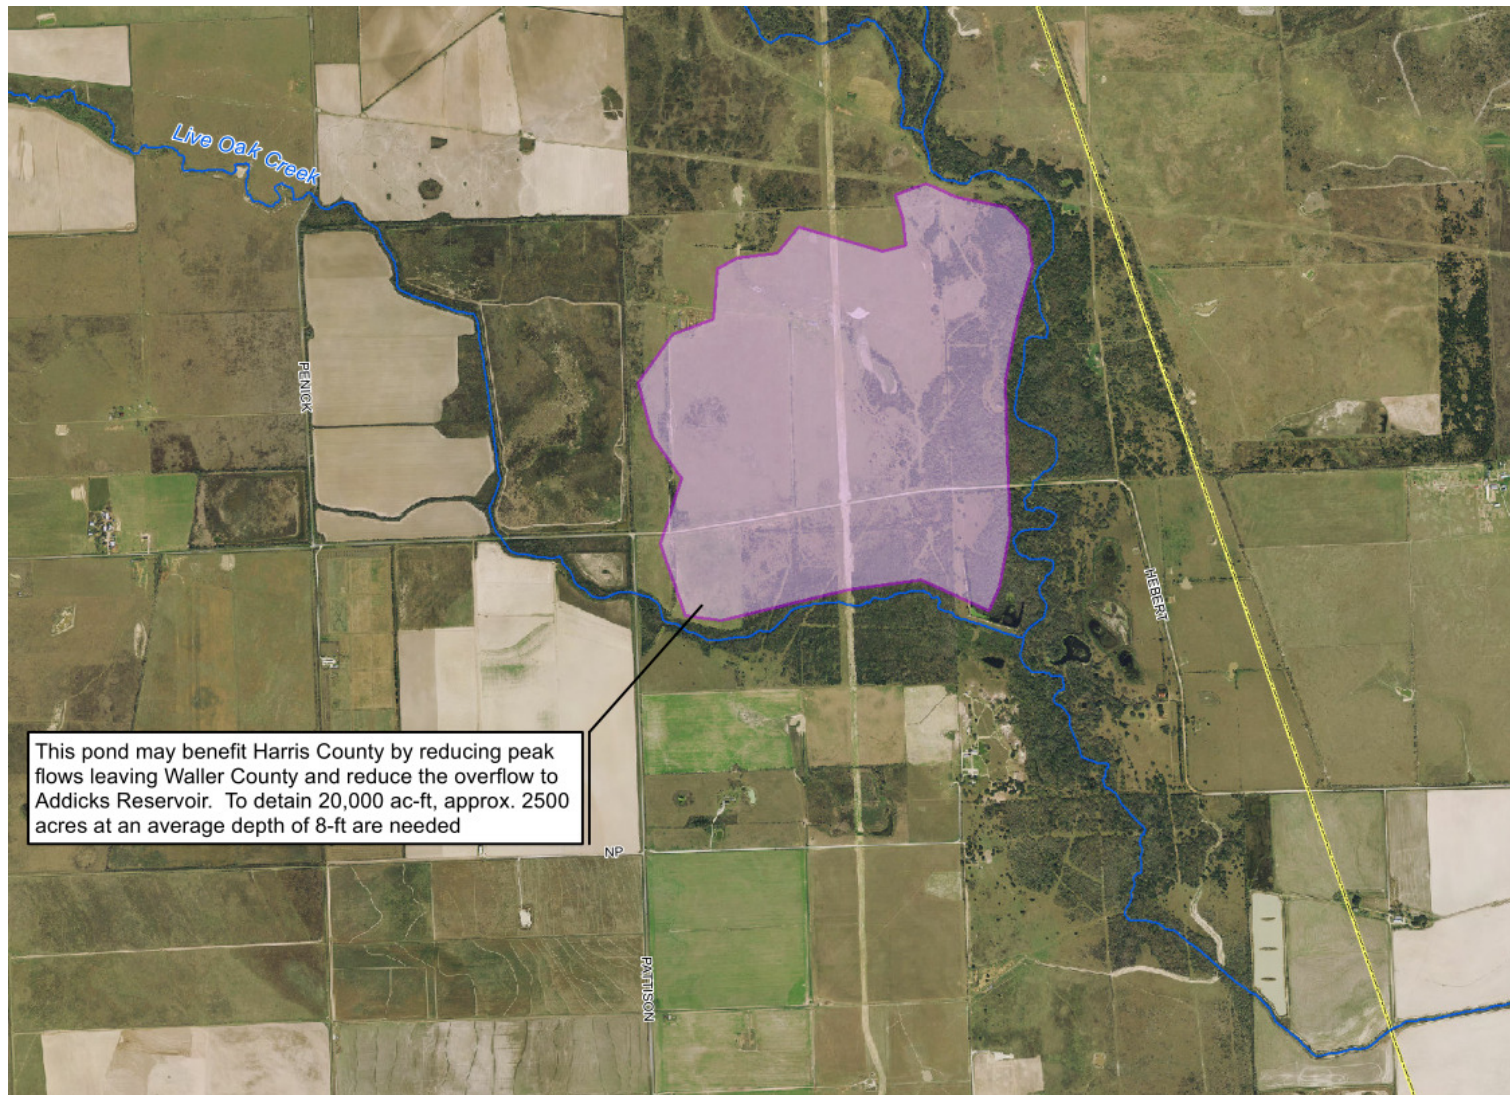 Live Oak Creek
PENICK
HEBERT
This pond may benefit Harris County by reducing peak
flows leaving Waller County and reduce the overflow to
Addicks Reservoir.  To detain 20,000 ac-ft, approx. 2500
acres at an average depth of 8-ft are needed
NP
PATTISON